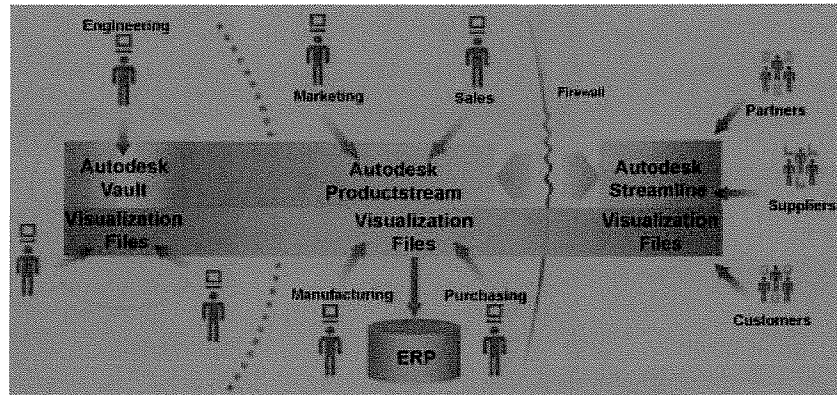 Engineering
Marketing
Sales
Firewall
Partners
Autodesk
Vault
Autodesk
Productstream
Autodesk
Streamline
Suppliers
Visualization
Files
Visualization
Files
Visualization
Files
Manufacturing
Purchasing
Customers
ERP